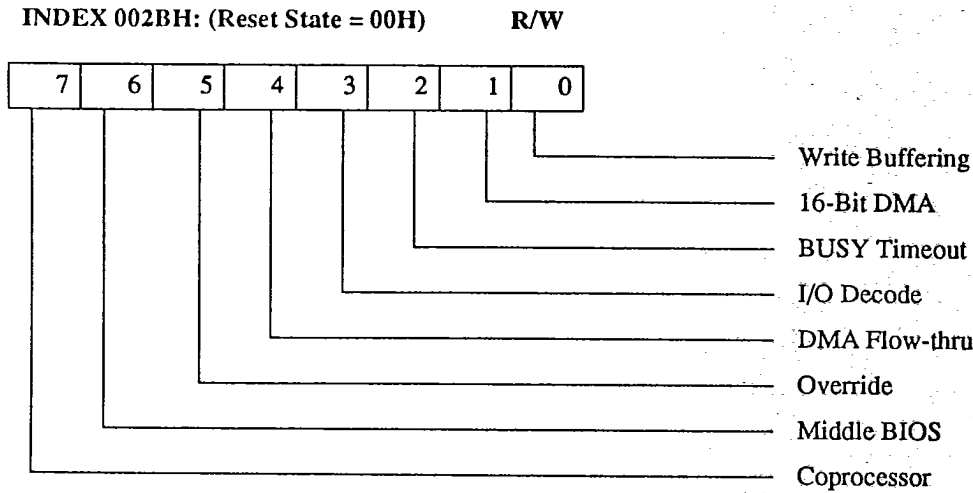 INDEX 002BH: (Reset State = 00H) R/W
7 6 5 4 3 2 1 0
Write Buffering
16-Bit DMA
BUSY Timeout
I/O Decode
DMA Flow-thru
Override
Middle BIOS
Coprocessor